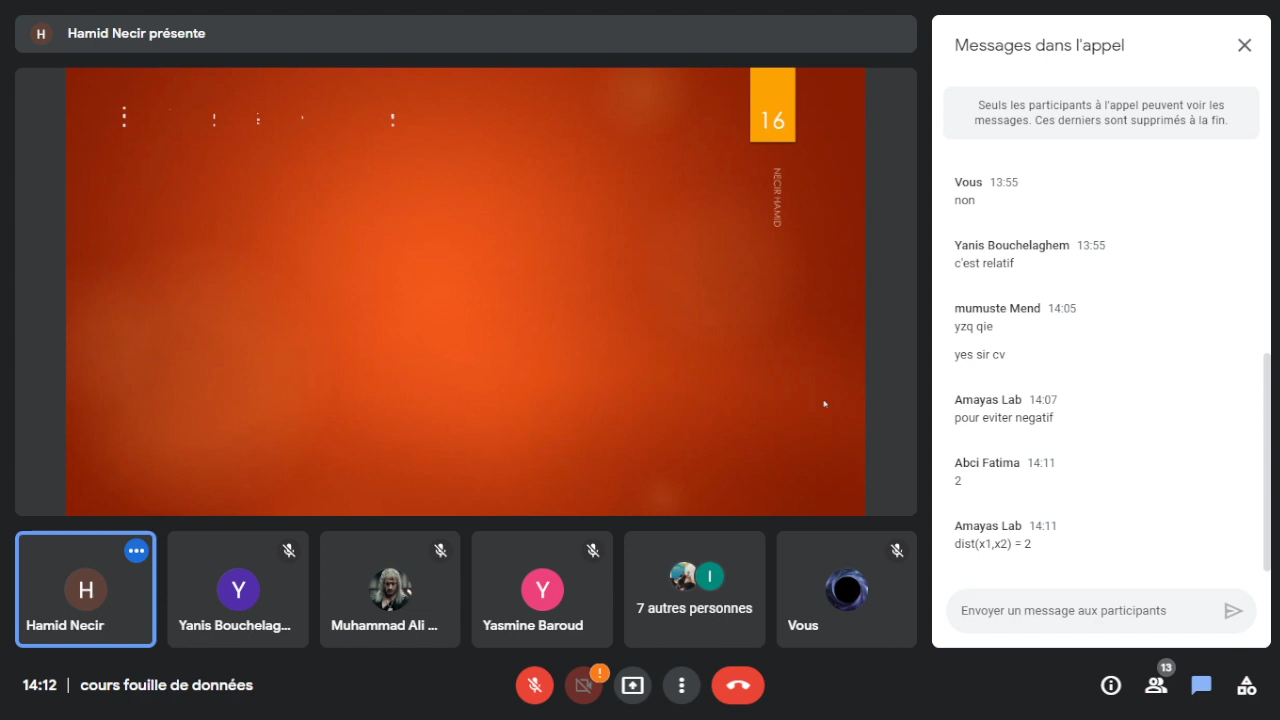 H
Hamid Necir présente
16
NECIR HAMID
Messages dans l'appel
Seuls les participants à l'appel peuvent voir les
messages. Ces derniers sont supprimés à la fin.
Vous 13:55
non
Yanis Bouchelaghem 13:55
c'est relatif
mumuste Mend 14:05
yzq qie
yes sir cv
Amayas Lab 14:07
pour eviter negatif
Abci Fatima 14:11
2
Amayas Lab 14:11
dist(x1,x2) = 2
Envoyer un message aux participants
H
Hamid Necir
Y
Yanis Bouchelag...
Muhammad Ali ...
Y
Yasmine Baroud
I
7 autres personnes
Vous
14:12 | cours fouille de données
!
13